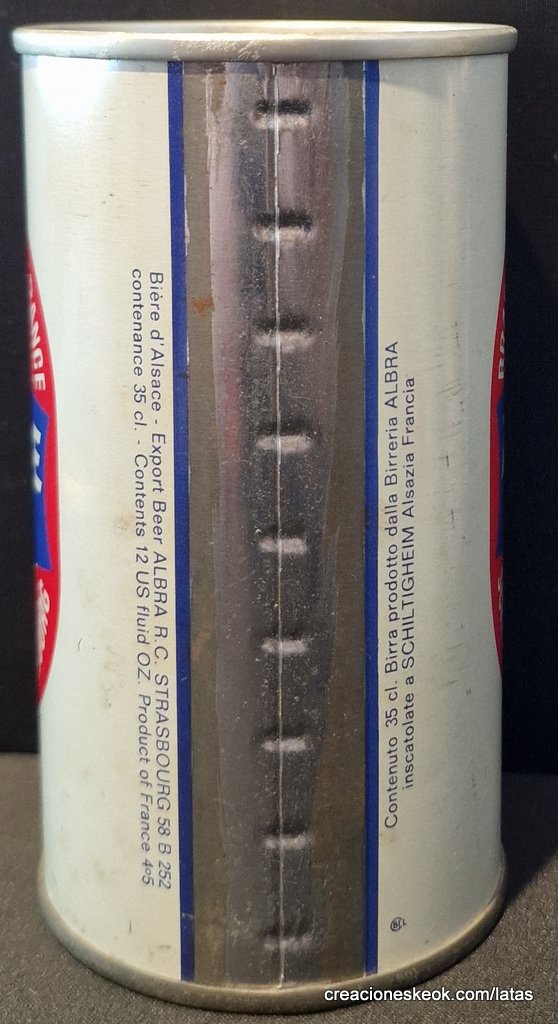 Bière d'Alsace - Export Beer ALBRA R.C. STRASBOURG 58 B 252
contenance 35 cl. - Contents 12 US fluid OZ. Product of France 4o5
Contenuto 35 cl. Birra prodotto dalla Birreria ALBRA
inscatolate a SCHILTIGHEIM Alsazia Francia
creacioneskeok.com/latas